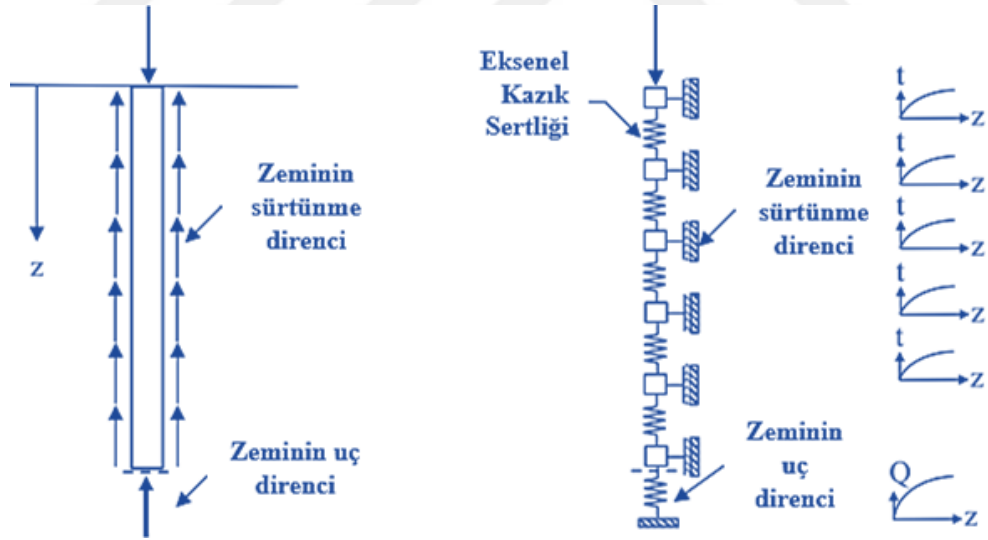 z
Zeminin
sürtünme
direnci
Zeminin uç
direnci
Eksenel
Kazık
Sertliği
Zeminin
sürtünme
direnci
Zeminin
uç
direnci
t
z
t
z
t
z
t
z
t
z
Q
z